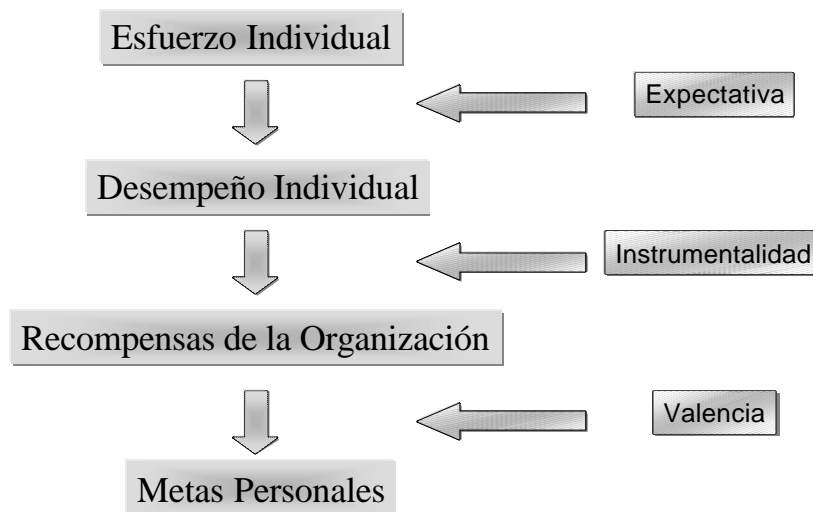 Esfuerzo Individual
Expectativa
Desempeño Individual
Instrumentalidad
Recompensas de la Organización
Valencia
Metas Personales